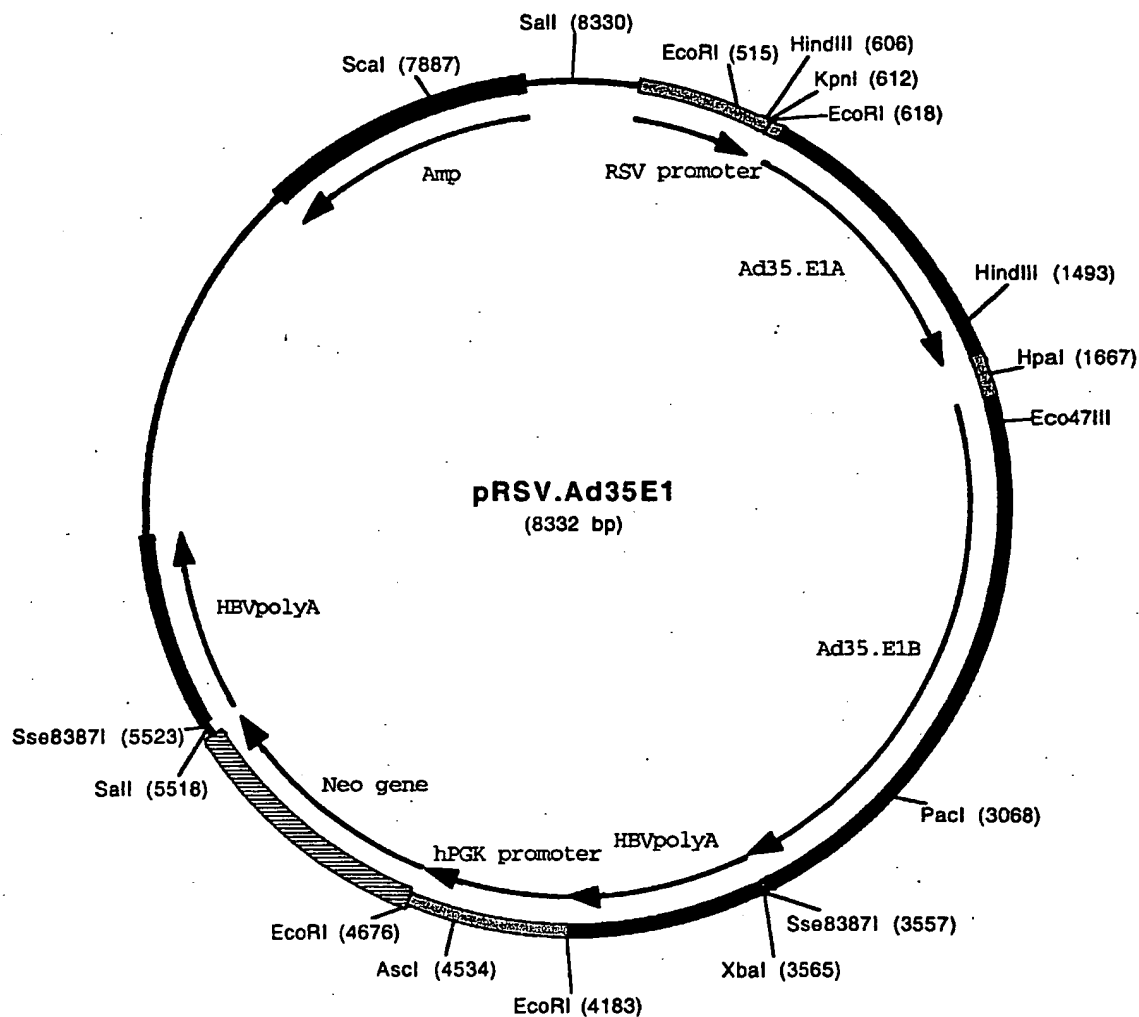 SalI (8330)
ScaI (7887)
EcoRI (515)
HindIII (606)
KpnI (612)
EcoRI (618)
Amp
RSV promoter
Ad35.E1A
HindIII (1493)
HpaI (1667)
Eco47III
pRSV.Ad35E1
(8332 bp)
HBVpolyA
Ad35.E1B
Sse8387I (5523)
SalI (5518)
Neo gene
PacI (3068)
hPGK promoter
HBVpolyA
Sse8387I (3557)
EcoRI (4676)
AscI (4534)
XbaI (3565)
EcoRI (4183)